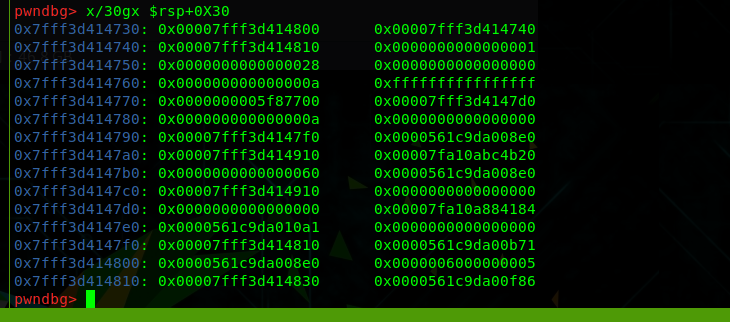 pwndbg> x/30gx $rsp+0X30
0x7fff3d414730: 0x00007fff3d414800 0x00007fff3d414740
0x7fff3d414740: 0x00007fff3d414810 0x0000000000000001
0x7fff3d414750: 0x0000000000000028 0x0000000000000000
0x7fff3d414760: 0x000000000000000a 0xffffffffffffffff
0x7fff3d414770: 0x0000000005f87700 0x00007fff3d4147d0
0x7fff3d414780: 0x000000000000000a 0x0000000000000000
0x7fff3d414790: 0x00007fff3d4147f0 0x0000561c9da008e0
0x7fff3d4147a0: 0x00007fff3d414910 0x00007fa10abc4b20
0x7fff3d4147b0: 0x0000000000000060 0x0000561c9da008e0
0x7fff3d4147c0: 0x00007fff3d414910 0x0000000000000000
0x7fff3d4147d0: 0x0000000000000000 0x00007fa10a884184
0x7fff3d4147e0: 0x0000561c9da010a1 0x0000000000000000
0x7fff3d4147f0: 0x00007fff3d414810 0x0000561c9da00b71
0x7fff3d414800: 0x0000561c9da008e0 0x0000006000000005
0x7fff3d414810: 0x00007fff3d414830 0x0000561c9da00f86
pwndbg>